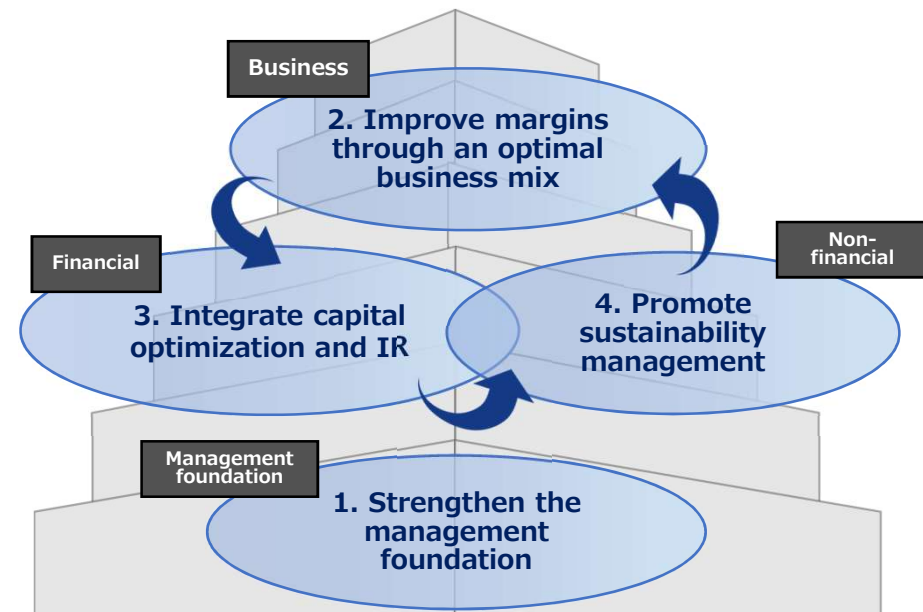 Business
2. Improve margins
through an optimal
business mix
Financial
3. Integrate capital
optimization and IR
Non-
financial
4. Promote
sustainability
management
Management
foundation
1. Strengthen the
management
foundation